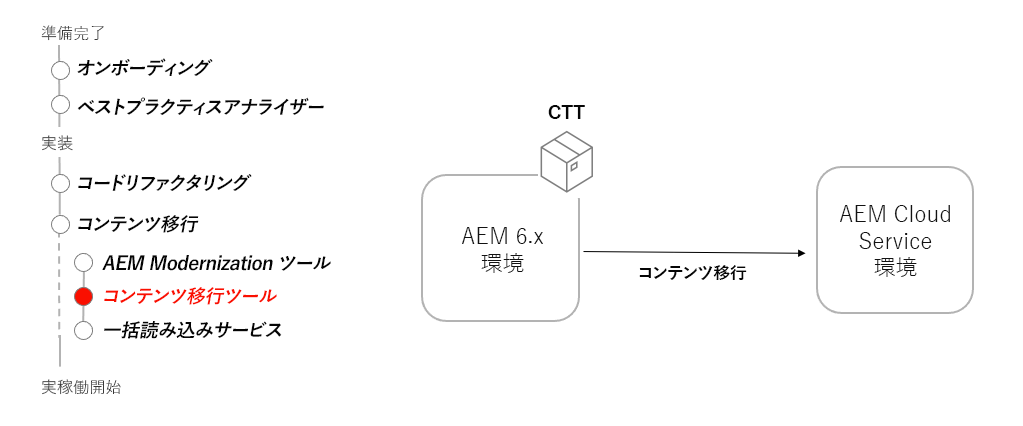 準備完了
オンボーディング
ベストプラクティスアナライザー
実装
コードリファクタリング
コンテンツ移行
AEM Modernization ツール
コンテンツ移行ツール
一括読み込みサービス
実稼働開始
CTT
AEM 6.x
環境
コンテンツ移行
AEM Cloud
Service
環境